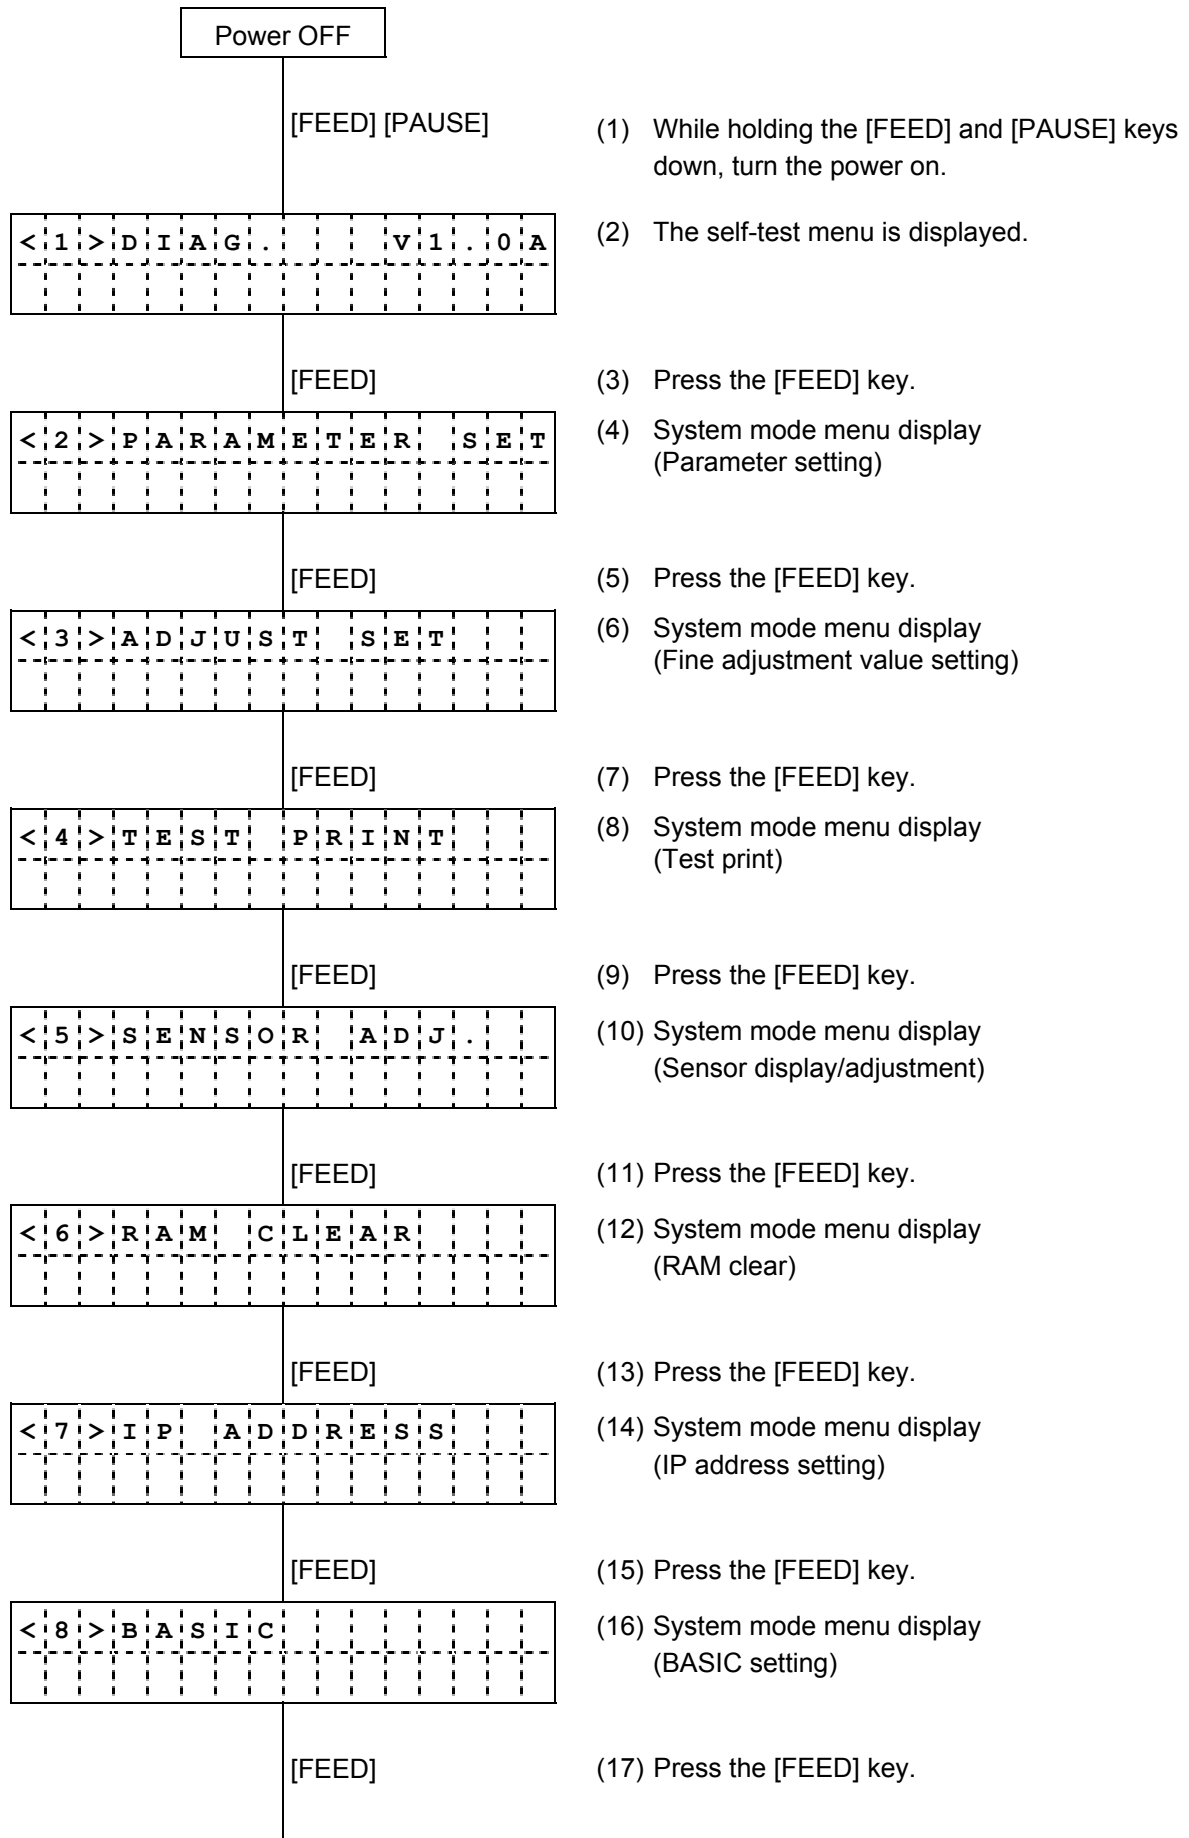 Power OFF
[FEED] [PAUSE]
(1) While holding the [FEED] and [PAUSE] keys
down, turn the power on.
<1>DIAG.   V1.0A
(2) The self-test menu is displayed.
[FEED]
(3) Press the [FEED] key.
<2>PARAMETER SET
(4) System mode menu display
(Parameter setting)
[FEED]
(5) Press the [FEED] key.
<3>ADJUST SET
(6) System mode menu display
(Fine adjustment value setting)
[FEED]
(7) Press the [FEED] key.
<4>TEST PRINT
(8) System mode menu display
(Test print)
[FEED]
(9) Press the [FEED] key.
<5>SENSOR ADJ.
(10) System mode menu display
(Sensor display/adjustment)
[FEED]
(11) Press the [FEED] key.
<6>RAM CLEAR
(12) System mode menu display
(RAM clear)
[FEED]
(13) Press the [FEED] key.
<7>IP ADDRESS
(14) System mode menu display
(IP address setting)
[FEED]
(15) Press the [FEED] key.
<8>BASIC
(16) System mode menu display
(BASIC setting)
[FEED]
(17) Press the [FEED] key.